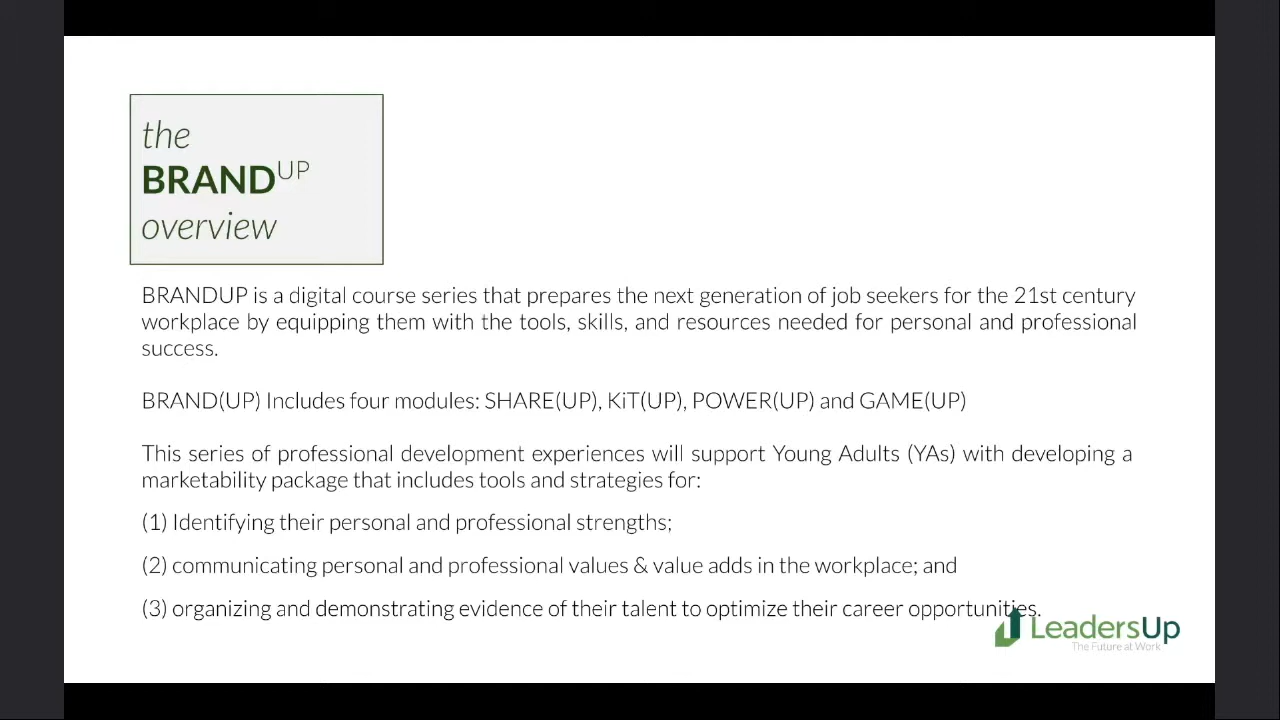 the
BRANDUP
overview
BRANDUP is a digital course series that prepares the next generation of job seekers for the 21st century
workplace by equipping them with the tools, skills, and resources needed for personal and professional
success.
BRAND(UP) Includes four modules: SHARE(UP), KiT(UP), POWER(UP) and GAME(UP)
This series of professional development experiences will support Young Adults (YAs) with developing a
marketability package that includes tools and strategies for:
(1) Identifying their personal and professional strengths;
(2) communicating personal and professional values & value adds in the workplace; and
(3) organizing and demonstrating evidence of their talent to optimize their career opportunities.
LeadersUp
The Future at Work